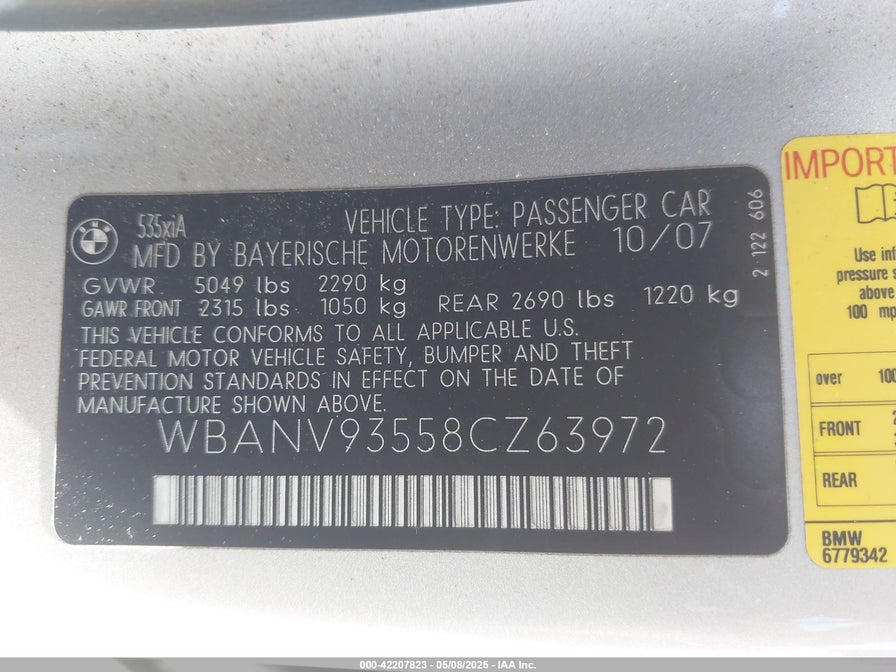 535xiA
VEHICLE TYPE: PASSENGER CAR
MFD BY BAYERISCHE MOTORENWERKE 10/07
GVWR. 5049 lbs 2290 kg
GAWR FRONT 2315 lbs 1050 kg REAR 2690 lbs 1220 kg
THIS VEHICLE CONFORMS TO ALL APPLICABLE U.S.
FEDERAL MOTOR VEHICLE SAFETY, BUMPER AND THEFT
PREVENTION STANDARDS IN EFFECT ON THE DATE OF
MANUFACTURE SHOWN ABOVE.
WBANV93558CZ63972
2 122 606
IMPORT
Use inf
pressure s
above
100 mp
over 100
FRONT
REAR
BMW
6779342
000-42207823 - 05/08/2025 - IAA Inc.